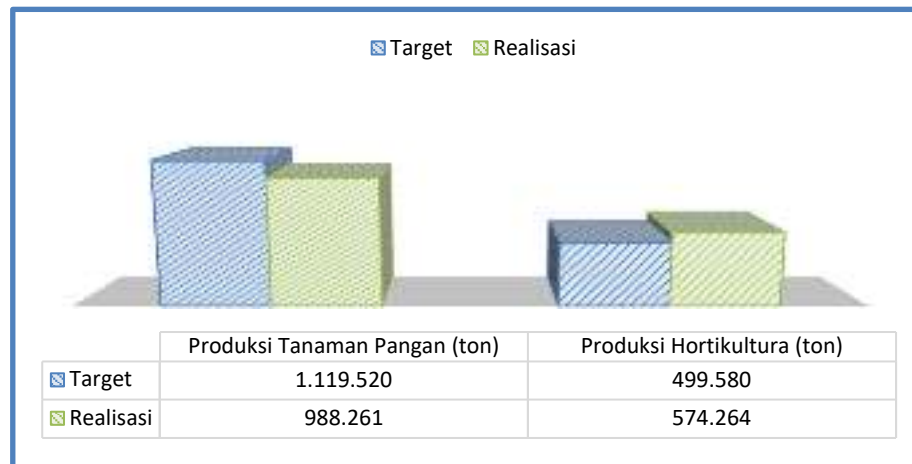 Target Realisasi
Produksi Tanaman Pangan (ton) Produksi Hortikultura (ton)
Target 1.119.520 499.580
Realisasi 988.261 574.264